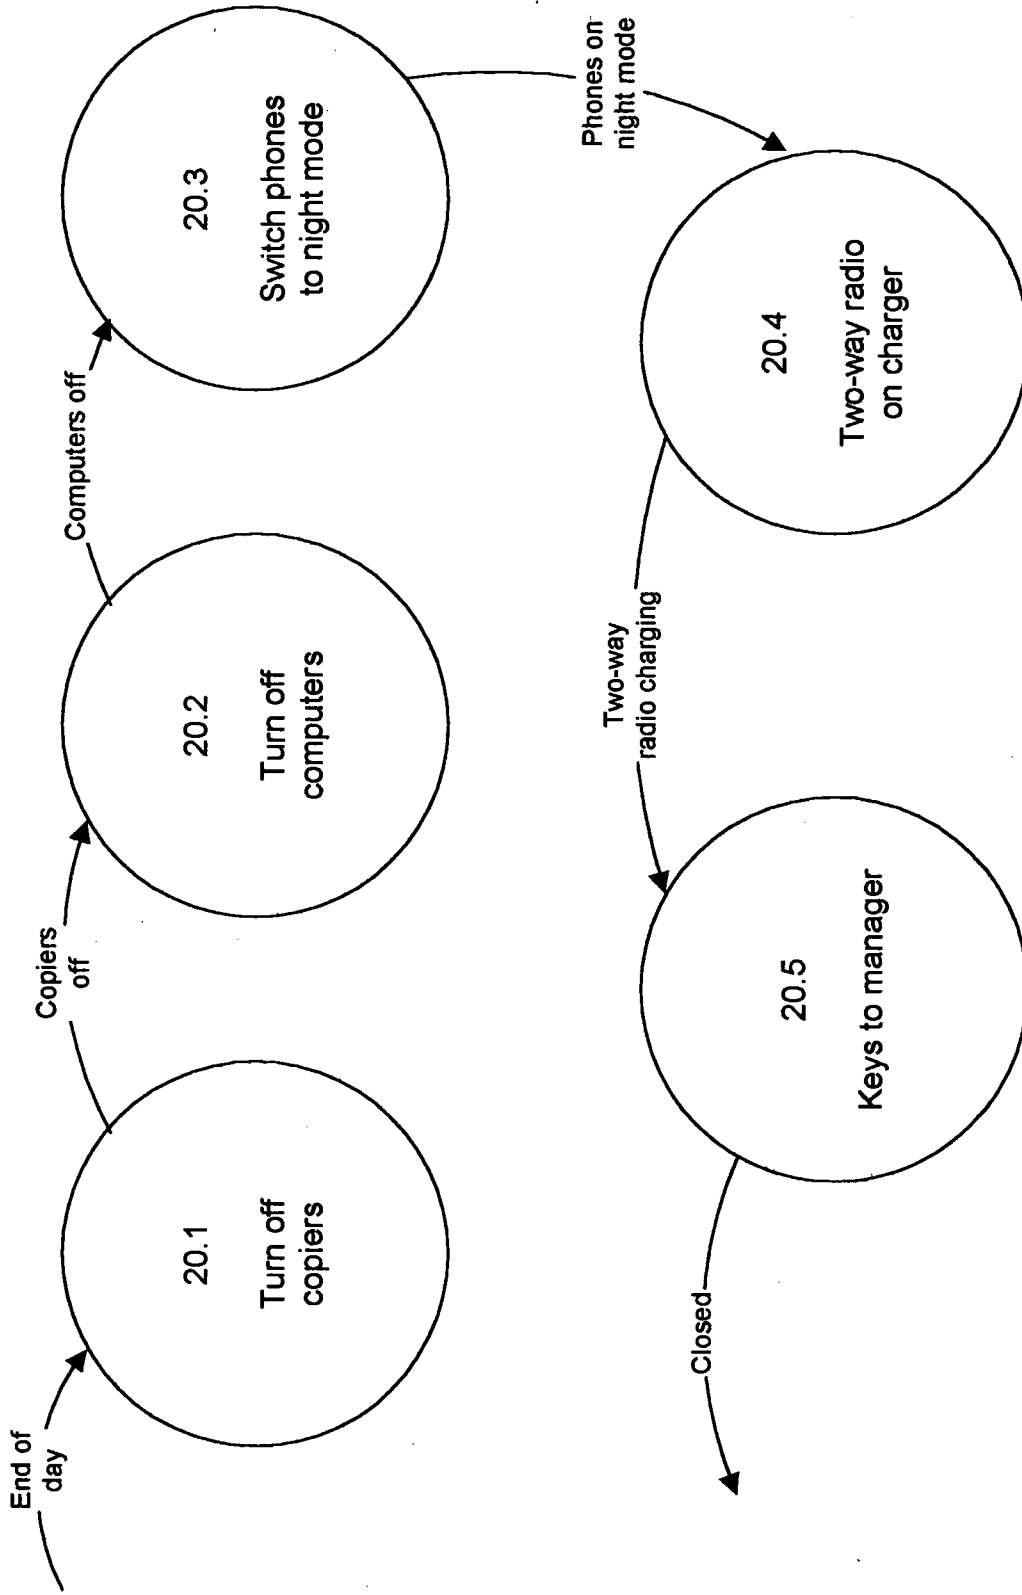 End of
day
20.1
Turn off
copiers
Copiers
off
20.2
Turn off
computers
Computers off
20.3
Switch phones
to night mode
Phones on
night mode
20.4
Two-way radio
on charger
Two-way
radio charging
20.5
Keys to manager
Closed